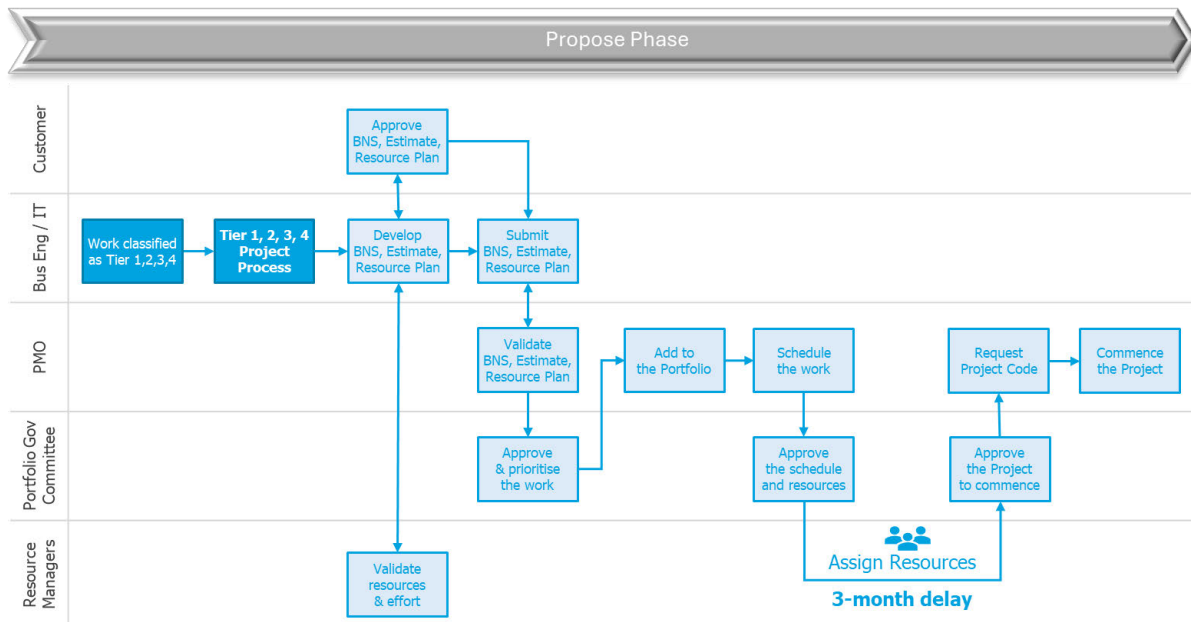 Propose Phase
Customer
Approve
BNS, Estimate,
Resource Plan
Bus Eng / IT
Work classified
as Tier 1,2,3,4
Tier 1, 2, 3, 4
Project
Process
Develop
BNS, Estimate,
Resource Plan
Submit
BNS, Estimate,
Resource Plan
PMO
Validate
BNS, Estimate,
Resource Plan
Add to
the Portfolio
Schedule
the work
Request
Project Code
Commence
the Project
Portfolio Gov
Committee
Approve
& prioritise
the work
Approve
the schedule
and resources
Approve
the Project
to commence
Resource
Managers
Validate
resources
& effort
Assign Resources
3-month delay